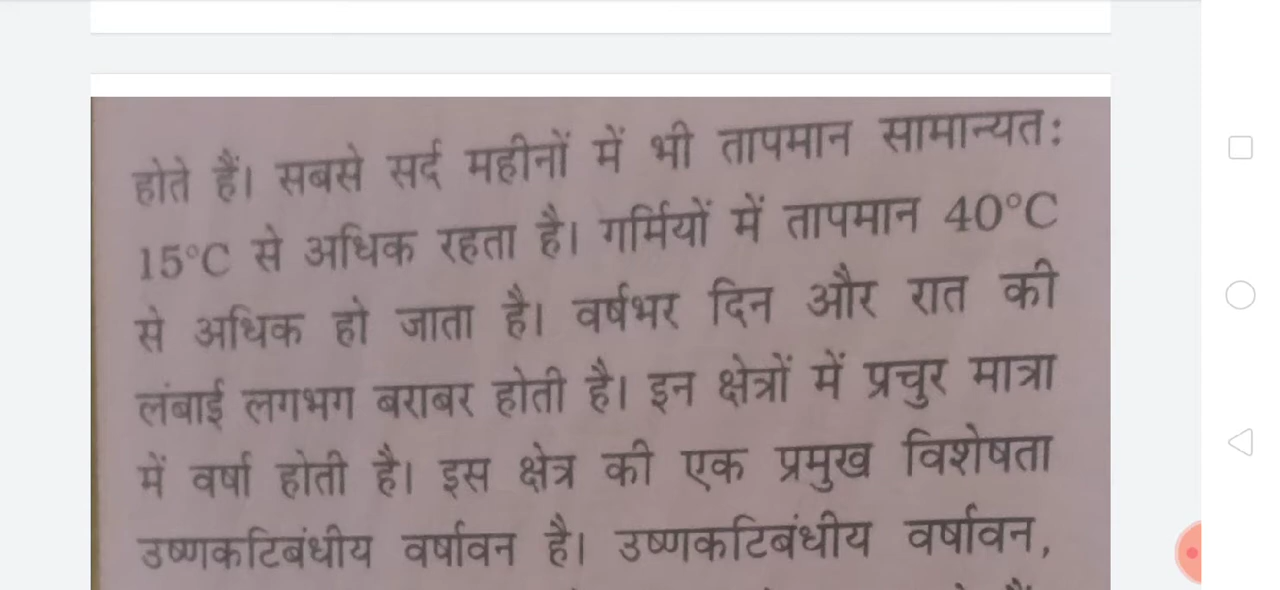 होते हैं। सबसे सर्द महीनों में भी तापमान सामान्यत:
15°C से अधिक रहता है। गर्मियों में तापमान 40°C
से अधिक हो जाता है। वर्षभर दिन और रात की
लंबाई लगभग बराबर होती है। इन क्षेत्रों में प्रचुर मात्रा
में वर्षा होती है। इस क्षेत्र की एक प्रमुख विशेषता
उष्णकटिबंधीय वर्षावन है। उष्णकटिबंधीय वर्षावन,